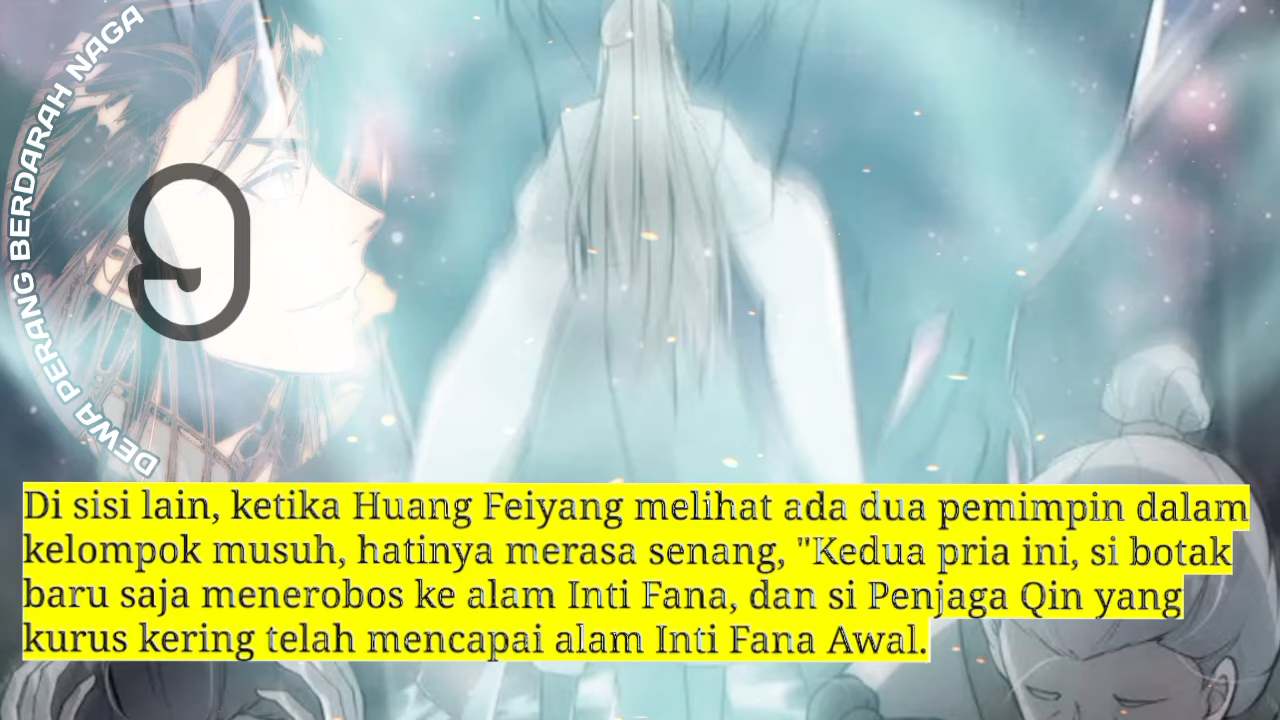 DEWA PERANG BERDARAH NAGA
Di sisi lain, ketika Huang Feiyang melihat ada dua pemimpin dalam
kelompok musuh, hatinya merasa senang, "Kedua pria ini, si botak
baru saja menerobos ke alam Inti Fana, dan si Penjaga Qin yang
kurus kering telah mencapai alam Inti Fana Awal.